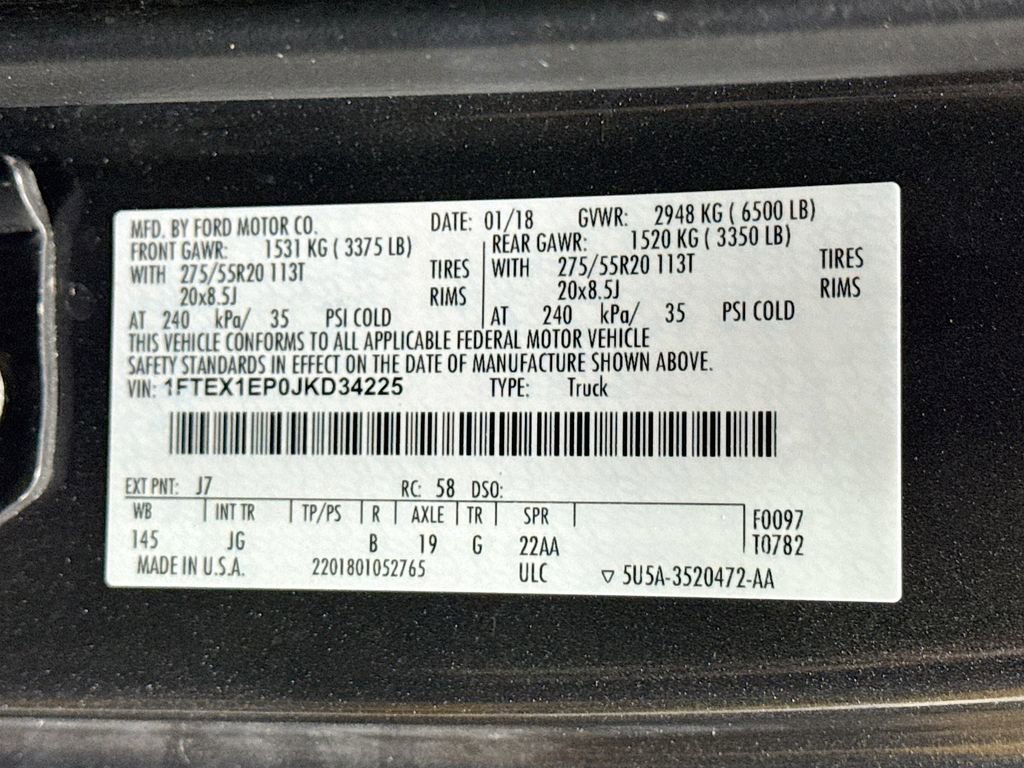 MFD. BY FORD MOTOR CO. DATE: 01/18 GVWR: 2948 KG ( 6500 LB)
FRONT GAWR: 1531 KG ( 3375 LB) REAR GAWR: 1520 KG ( 3350 LB)
WITH 275/55R20 113T TIRES WITH 275/55R20 113T TIRES
20x8.5J RIMS 20x8.5J RIMS
AT 240 kPa/ 35 PSI COLD AT 240 kPa/ 35 PSI COLD
THIS VEHICLE CONFORMS TO ALL APPLICABLE FEDERAL MOTOR VEHICLE
SAFETY STANDARDS IN EFFECT ON THE DATE OF MANUFACTURE SHOWN ABOVE.
VIN: 1FTEX1EP0JKD34225 TYPE: Truck
EXT PNT: J7 RC: 58 DSO:
WB INT TR TP/PS R AXLE TR SPR F0097
145 JG B 19 G 22AA T0782
MADE IN U.S.A. 2201801052765 ULC ▽ 5U5A-3520472-AA